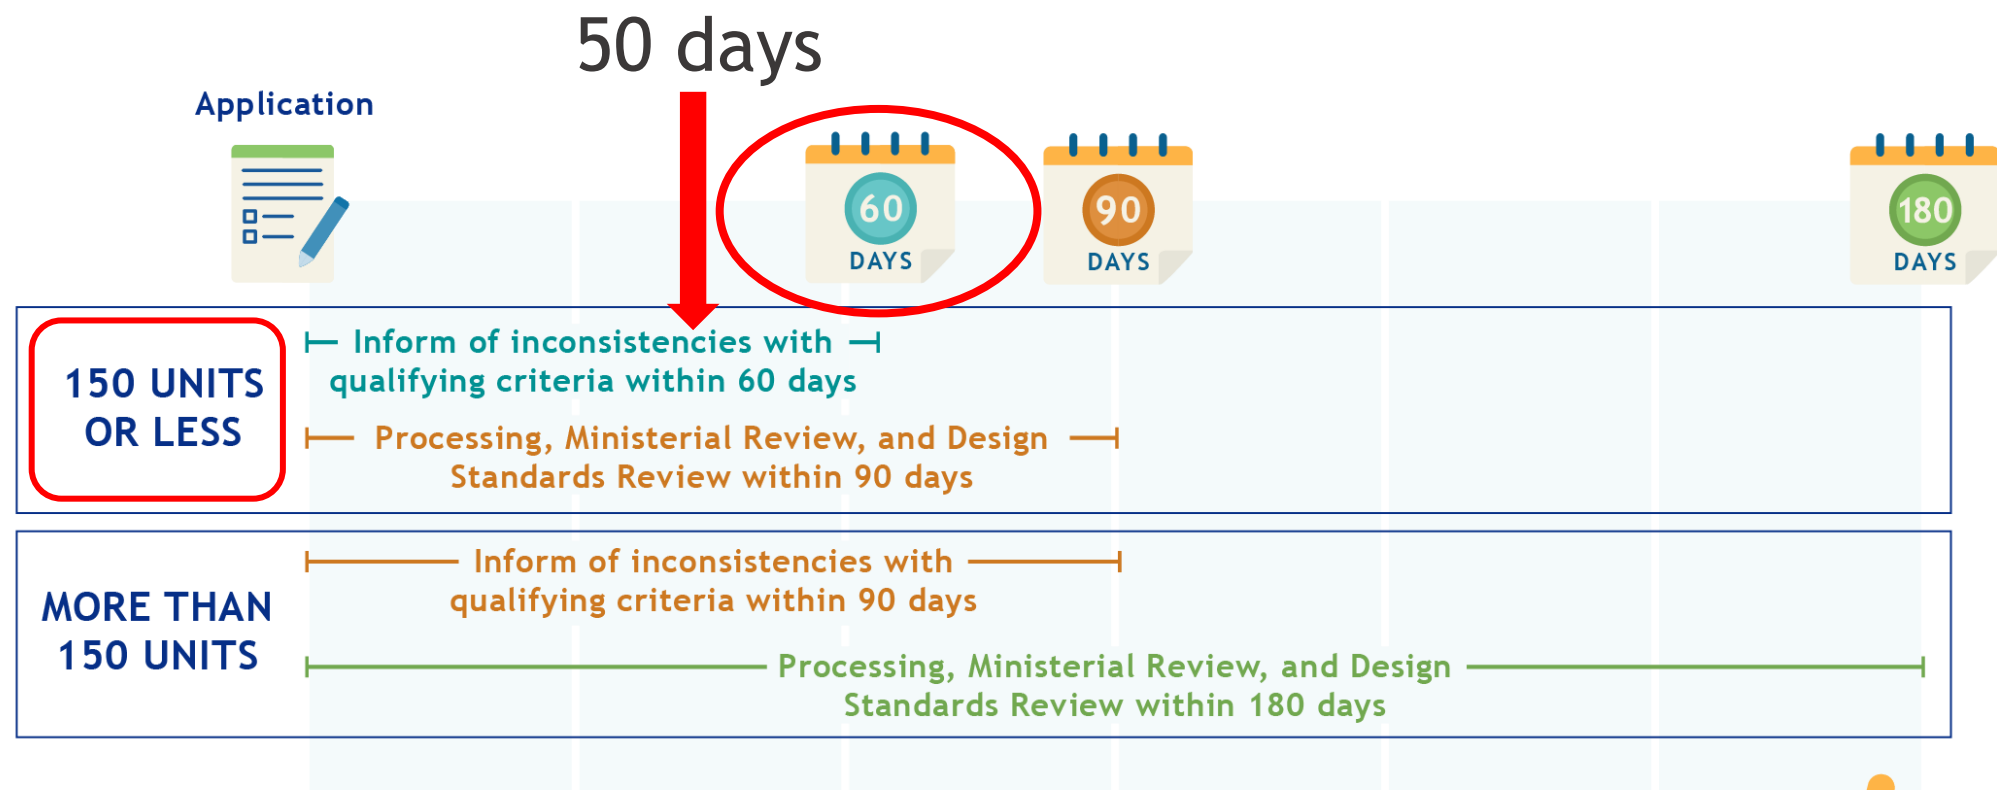 50 days
Application
60
DAYS
90
DAYS
180
DAYS
150 UNITS
OR LESS
Inform of inconsistencies with
qualifying criteria within 60 days
Processing, Ministerial Review, and Design
Standards Review within 90 days
MORE THAN
150 UNITS
Inform of inconsistencies with
qualifying criteria within 90 days
Processing, Ministerial Review, and Design
Standards Review within 180 days